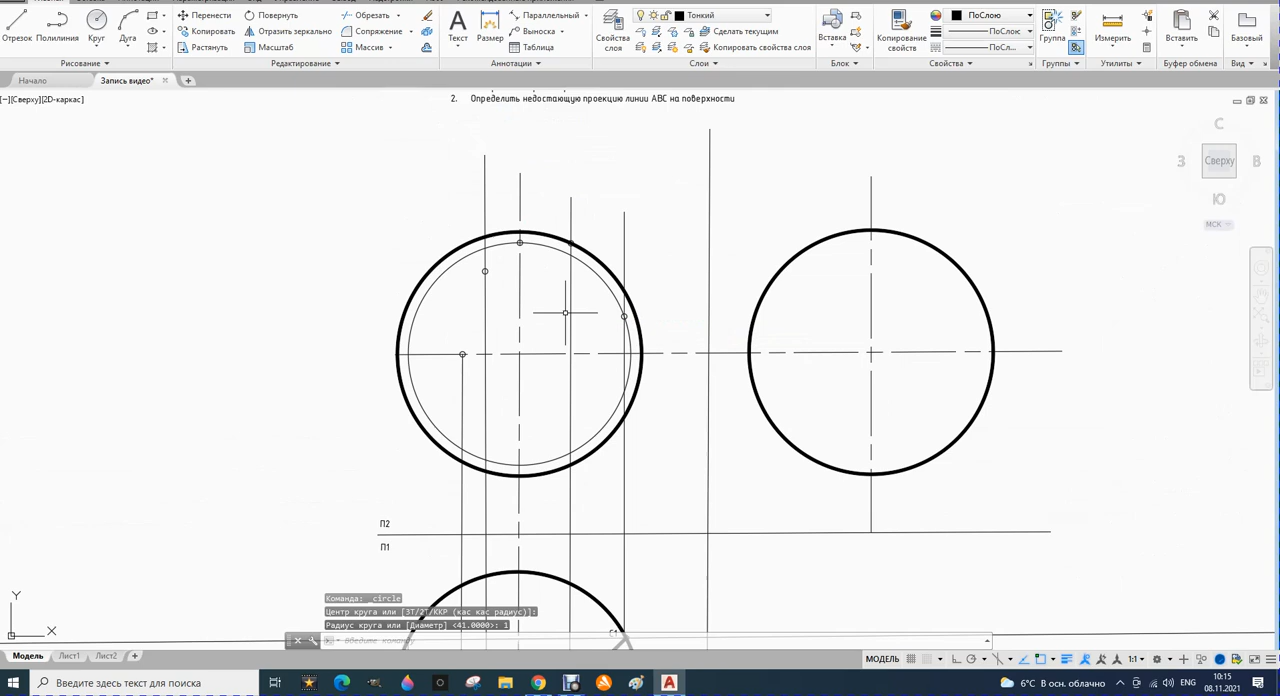 Перенести Поворот Обрезать
Отрезок Полилиния Круг Дуга Копировать Отразить зеркально Сопряжение
Растянуть Масштаб Массив
Текст Размер Параллельный Выноска Таблица
Свойства слоя Тонкий Сделать текущим Копировать свойства слоя
Вставка Копирование свойств ПоСлою ПоСлою ПоСл...
Группа Измерить Вставить Базовый
Рисование Редактирование Аннотации Слои Блок Свойства Группы Утилиты Буфер обмена Вид
Начало Запись видео* +
[−][Сверху][2D-каркас]
2. Определить недостающую проекцию линии АВС на поверхности
С
З Сверху В
Ю
МСК
П2
П1
C1
Y
X
Команда: _circle
Центр круга или [3Т/2Т/ККР (кас кас радиус)]:
Радиус круга или [Диаметр] <41.0000>: 1
Введите команду
Модель Лист1 Лист2 +
МОДЕЛЬ 1:1
Введите здесь текст для поиска
6°C В осн. облачно ENG 10:15
08.11.2021